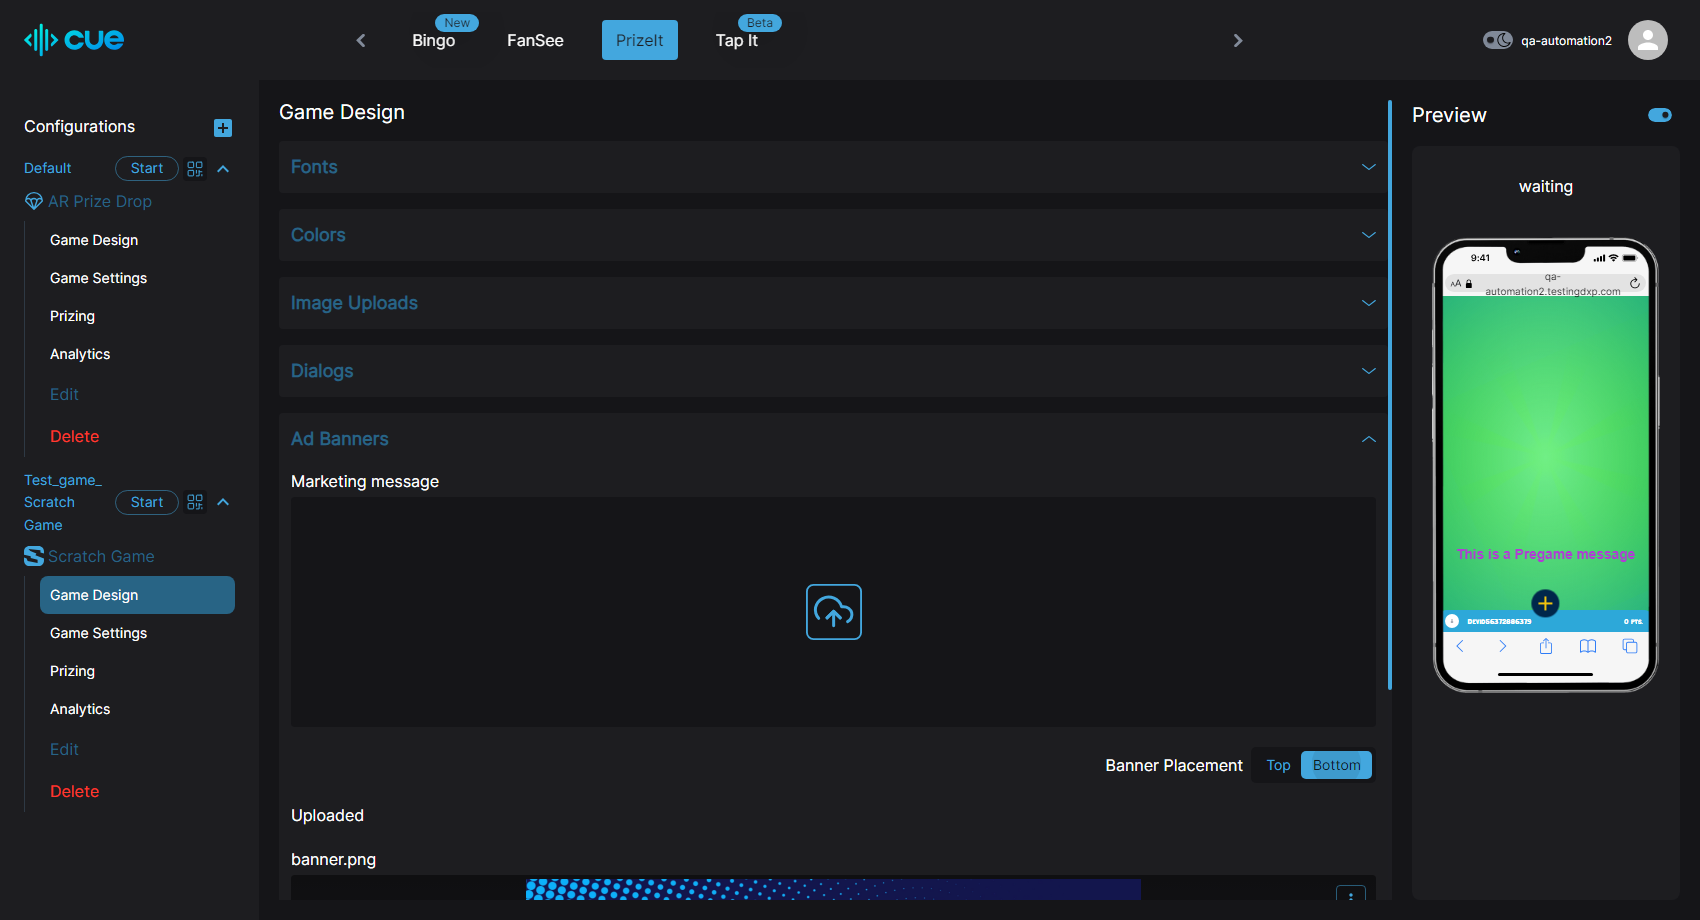 cue
New
Beta
Bingo
FanSee
PrizeIt
Tap It
qa-automation2
Configurations
Default
Start
AR Prize Drop
Game Design
Game Settings
Prizing
Analytics
Edit
Delete
Test_game_
Scratch
Game
Start
Scratch Game
Game Design
Game Settings
Prizing
Analytics
Edit
Delete
Game Design
Fonts
Colors
Image Uploads
Dialogs
Ad Banners
Marketing message
Banner Placement
Top
Bottom
Uploaded
banner.png
Preview
waiting
9:41
AA
qa-
automation2.testingdxp.com
This is a Pregame message
0 Pts.